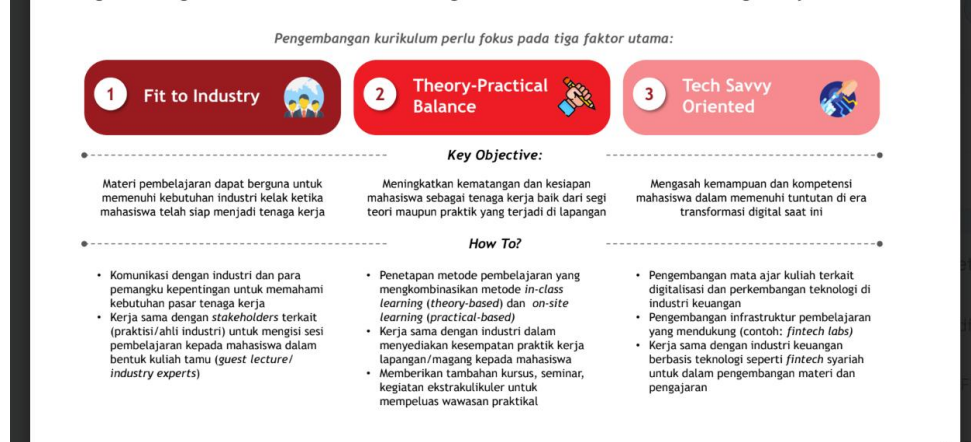 Pengembangan kurikulum perlu fokus pada tiga faktor utama:
1 Fit to Industry
2 Theory-Practical
Balance
3 Tech Savvy
Oriented
Key Objective:
Materi pembelajaran dapat berguna untuk
memenuhi kebutuhan industri kelak ketika
mahasiswa telah siap menjadi tenaga kerja
Meningkatkan kematangan dan kesiapan
mahasiswa sebagai tenaga kerja baik dari segi
teori maupun praktik yang terjadi di lapangan
Mengasah kemampuan dan kompetensi
mahasiswa dalam memenuhi tuntutan di era
transformasi digital saat ini
How To?
• Komunikasi dengan industri dan para
pemangku kepentingan untuk memahami
kebutuhan pasar tenaga kerja
• Kerja sama dengan stakeholders terkait
(praktisi/ahli industri) untuk mengisi sesi
pembelajaran kepada mahasiswa dalam
bentuk kuliah tamu (guest lecture/
industry experts)
• Penetapan metode pembelajaran yang
mengkombinasikan metode in-class
learning (theory-based) dan on-site
learning (practical-based)
• Kerja sama dengan industri dalam
menyediakan kesempatan praktik kerja
lapangan/magang kepada mahasiswa
• Memberikan tambahan kursus, seminar,
kegiatan ekstrakulikuler untuk
mempeluas wawasan praktikal
• Pengembangan mata ajar kuliah terkait
digitalisasi dan perkembangan teknologi di
industri keuangan
• Pengembangan infrastruktur pembelajaran
yang mendukung (contoh: fintech labs)
• Kerja sama dengan industri keuangan
berbasis teknologi seperti fintech syariah
untuk dalam pengembangan materi dan
pengajaran